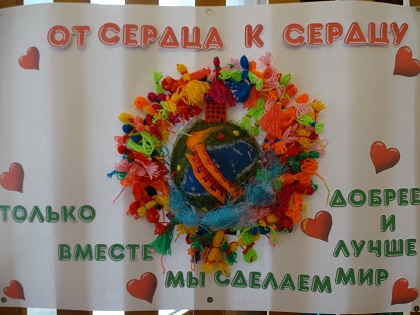 ОТ СЕРДЦА К СЕРДЦУ
ТОЛЬКО
ВМЕСТЕ
МЫ СДЕЛАЕМ
ДОБРЕЕ
И
ЛУЧШЕ
МИР